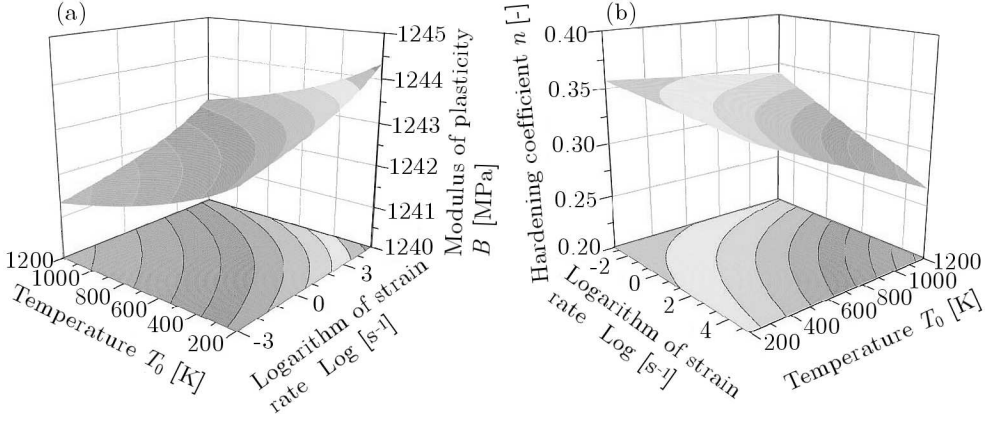 (a)
1245
1244
1243
1242
1241
1240
Modulus of plasticity
B [MPa]
1200
1000
800
600
400
200
Temperature T₀ [K]
-3
0
3
Logarithm of strain
rate Log [s⁻¹]
(b)
0.40
0.35
0.30
0.25
0.20
Hardening coefficient n [-]
-2
0
2
4
Logarithm of strain
rate Log [s⁻¹]
200
400
600
800
1000
1200
Temperature T₀ [K]